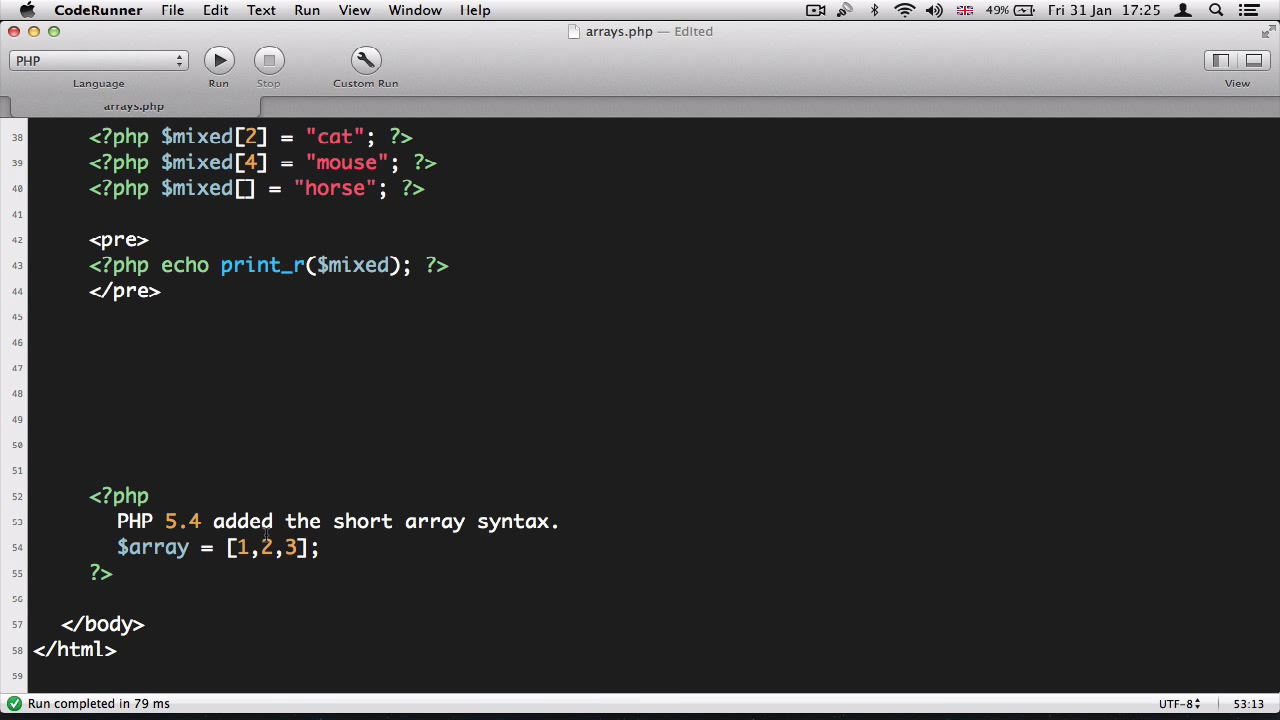 CodeRunner File Edit Text Run View Window Help 49% Fri 31 Jan 17:25
arrays.php — Edited
PHP
Language Run Stop Custom Run View
arrays.php
38 <?php $mixed[2] = "cat"; ?>
39 <?php $mixed[4] = "mouse"; ?>
40 <?php $mixed[] = "horse"; ?>
41
42 <pre>
43 <?php echo print_r($mixed); ?>
44 </pre>
45
46
47
48
49
50
51
52 <?php
53 PHP 5.4 added the short array syntax.
54 $array = [1,2,3];
55 ?>
56
57 </body>
58 </html>
59
Run completed in 79 ms UTF-8 53:13